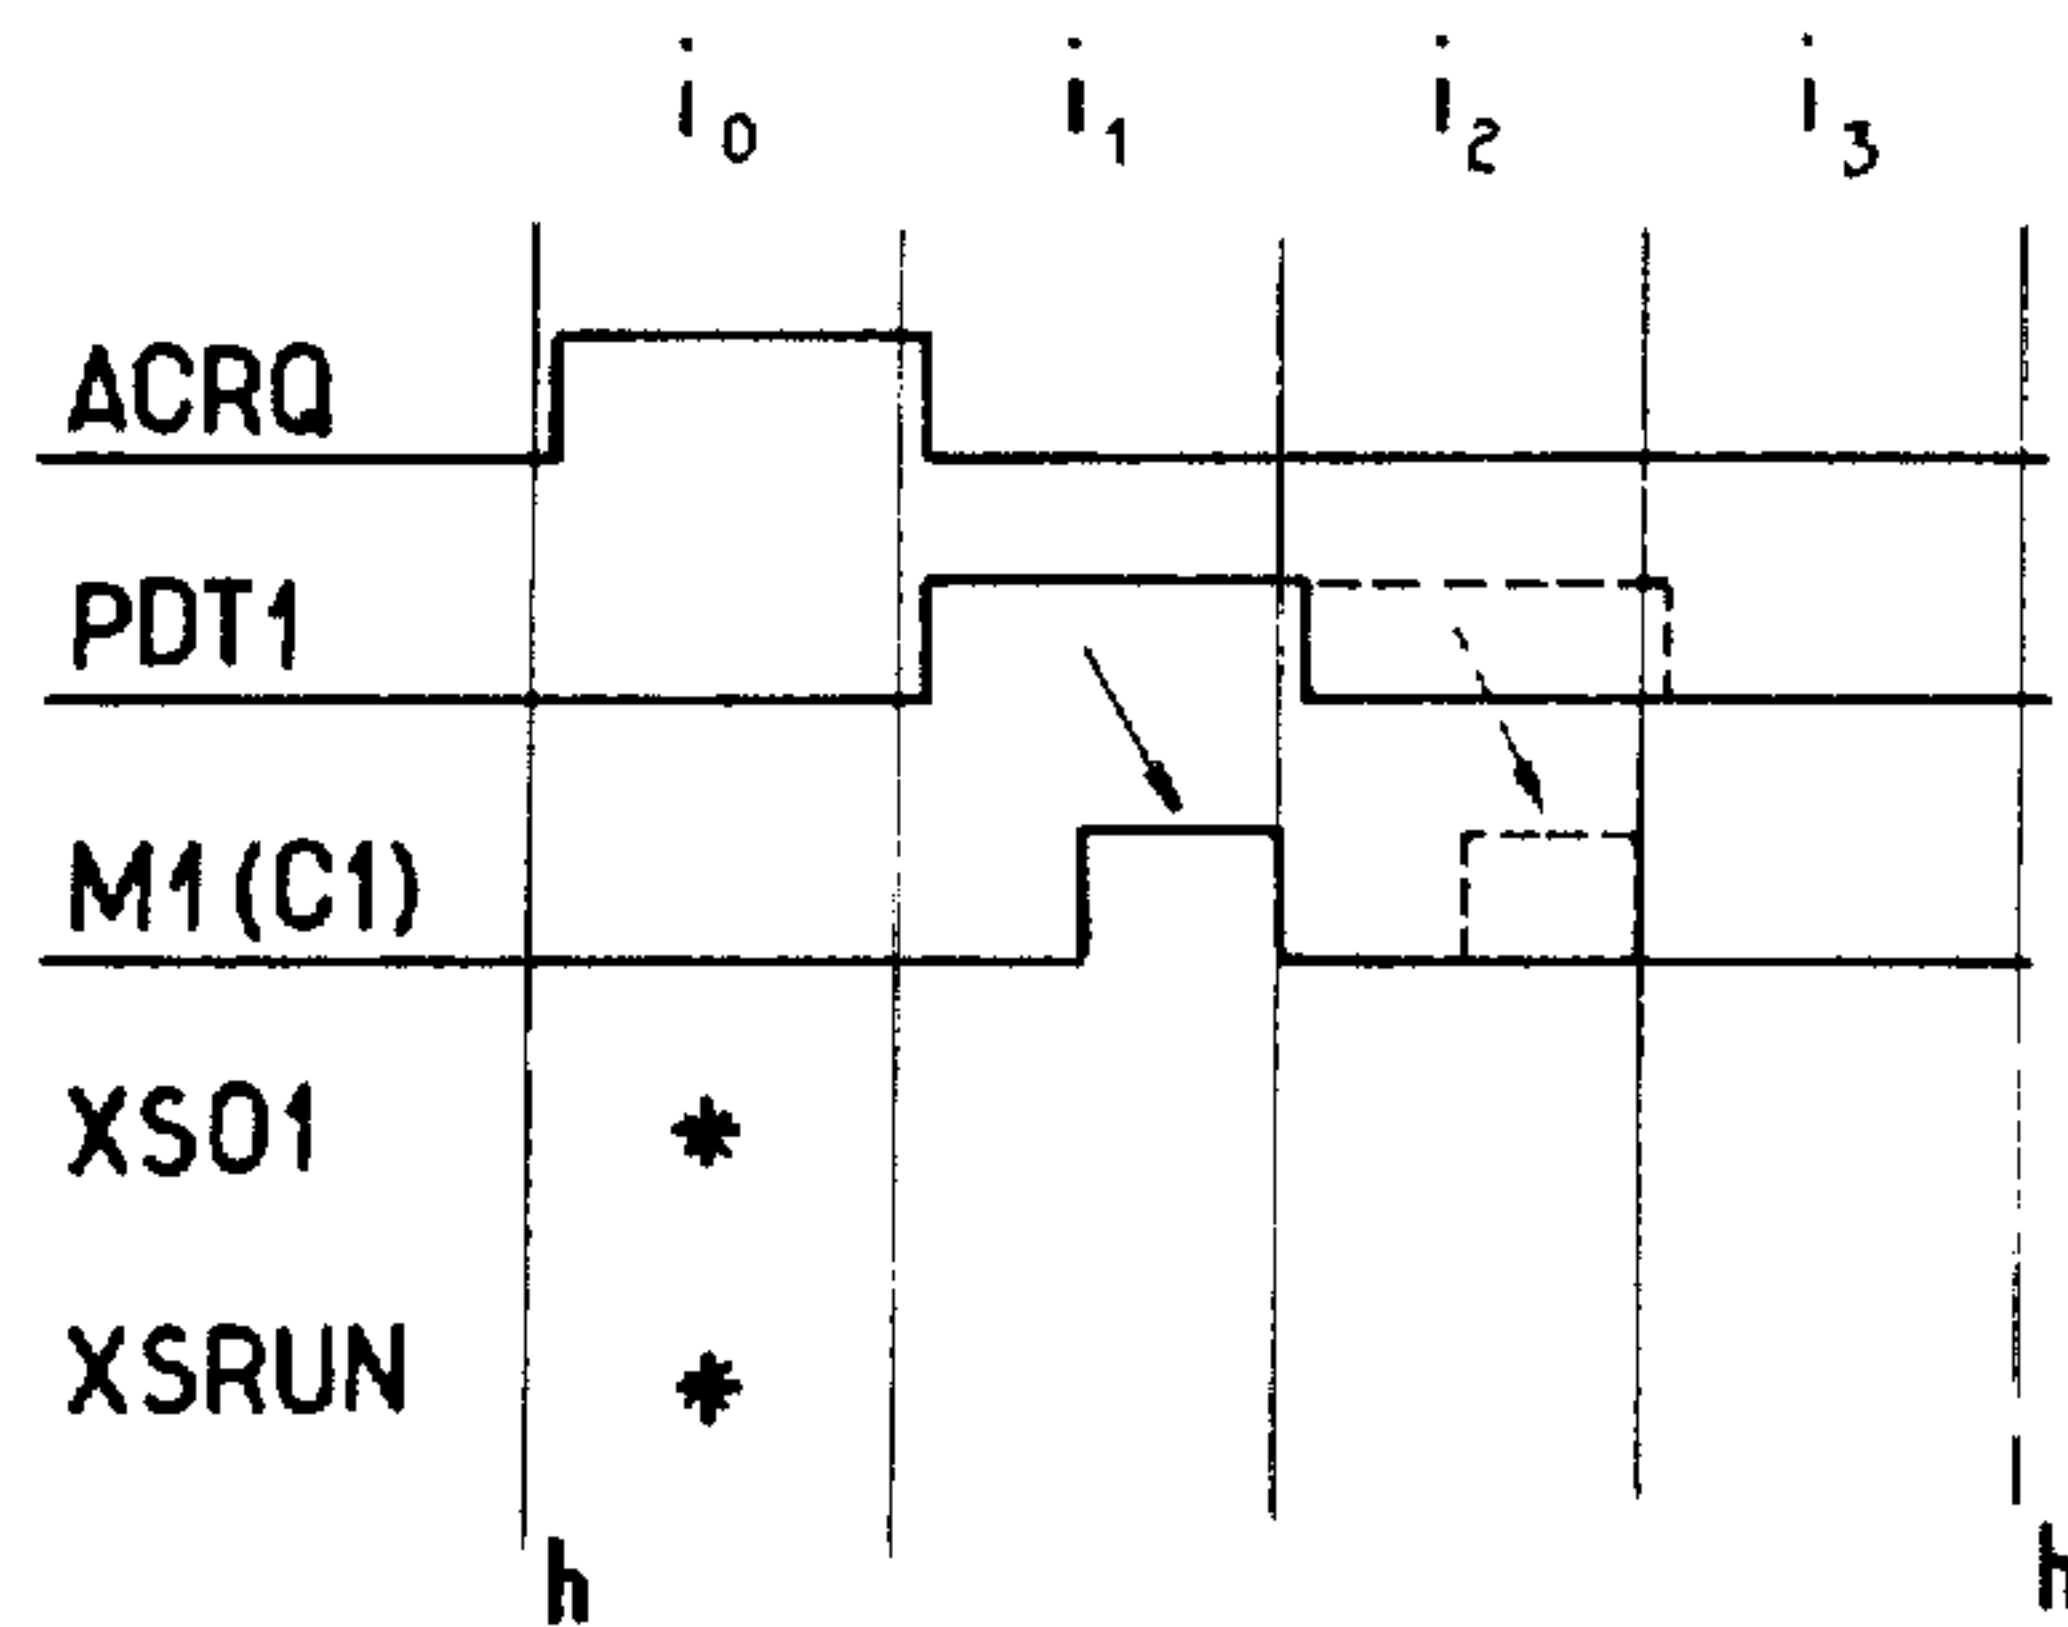 i0 i1 i2 i3
ACRQ
PDT1
M1(C1)
XS01 *
XSRUN *
h h